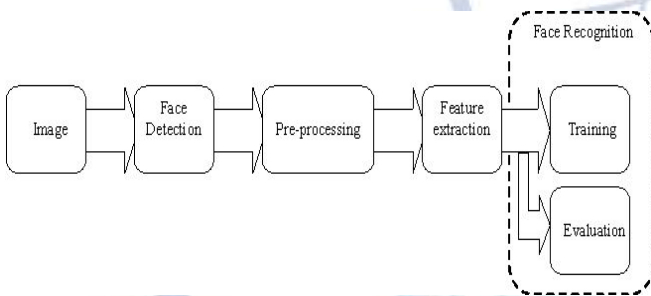 Face Recognition
Image
Face
Detection
Pre-processing
Feature
extraction
Training
Evaluation